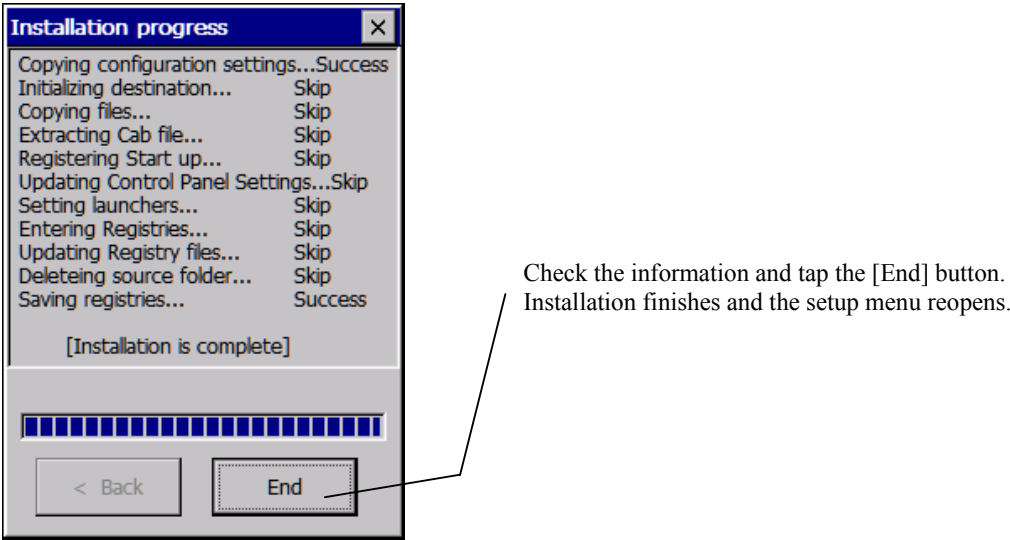 Installation progress
Copying configuration settings...Success
Initializing destination... Skip
Copying files... Skip
Extracting Cab file... Skip
Registering Start up... Skip
Updating Control Panel Settings...Skip
Setting launchers... Skip
Entering Registries... Skip
Updating Registry files... Skip
Deleteing source folder... Skip
Saving registries... Success
[Installation is complete]
< Back
End
Check the information and tap the [End] button.
Installation finishes and the setup menu reopens.